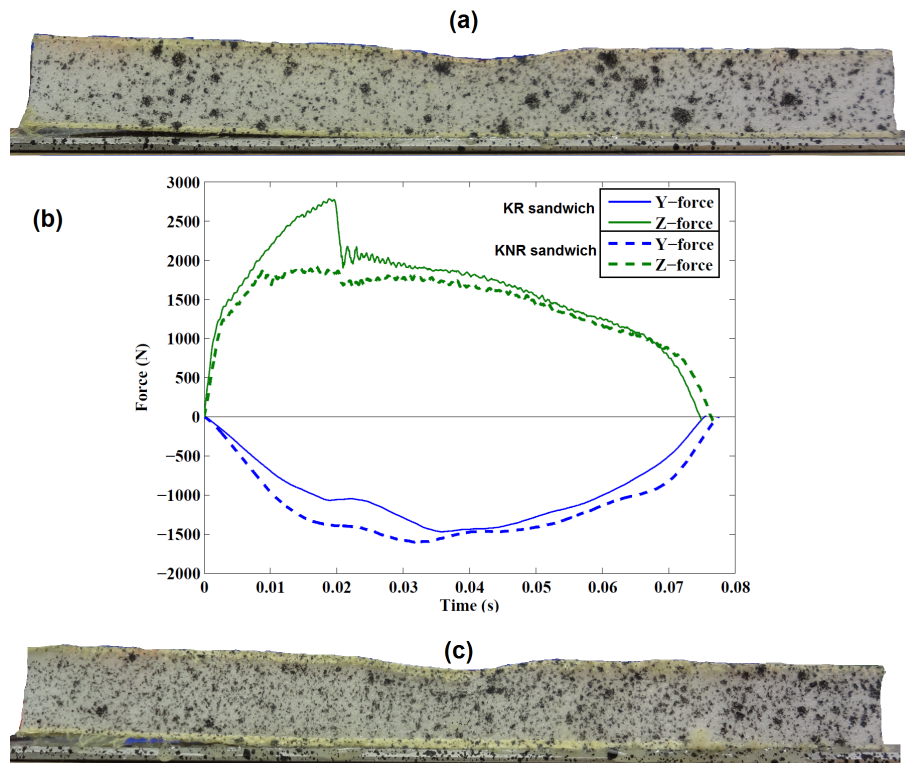 (a)
(b)
3000
2500
2000
1500
1000
500
0
−500
−1000
−1500
−2000
Force (N)
KR sandwich
Y−force
Z−force
KNR sandwich
Y−force
Z−force
0 0.01 0.02 0.03 0.04 0.05 0.06 0.07 0.08
Time (s)
(c)